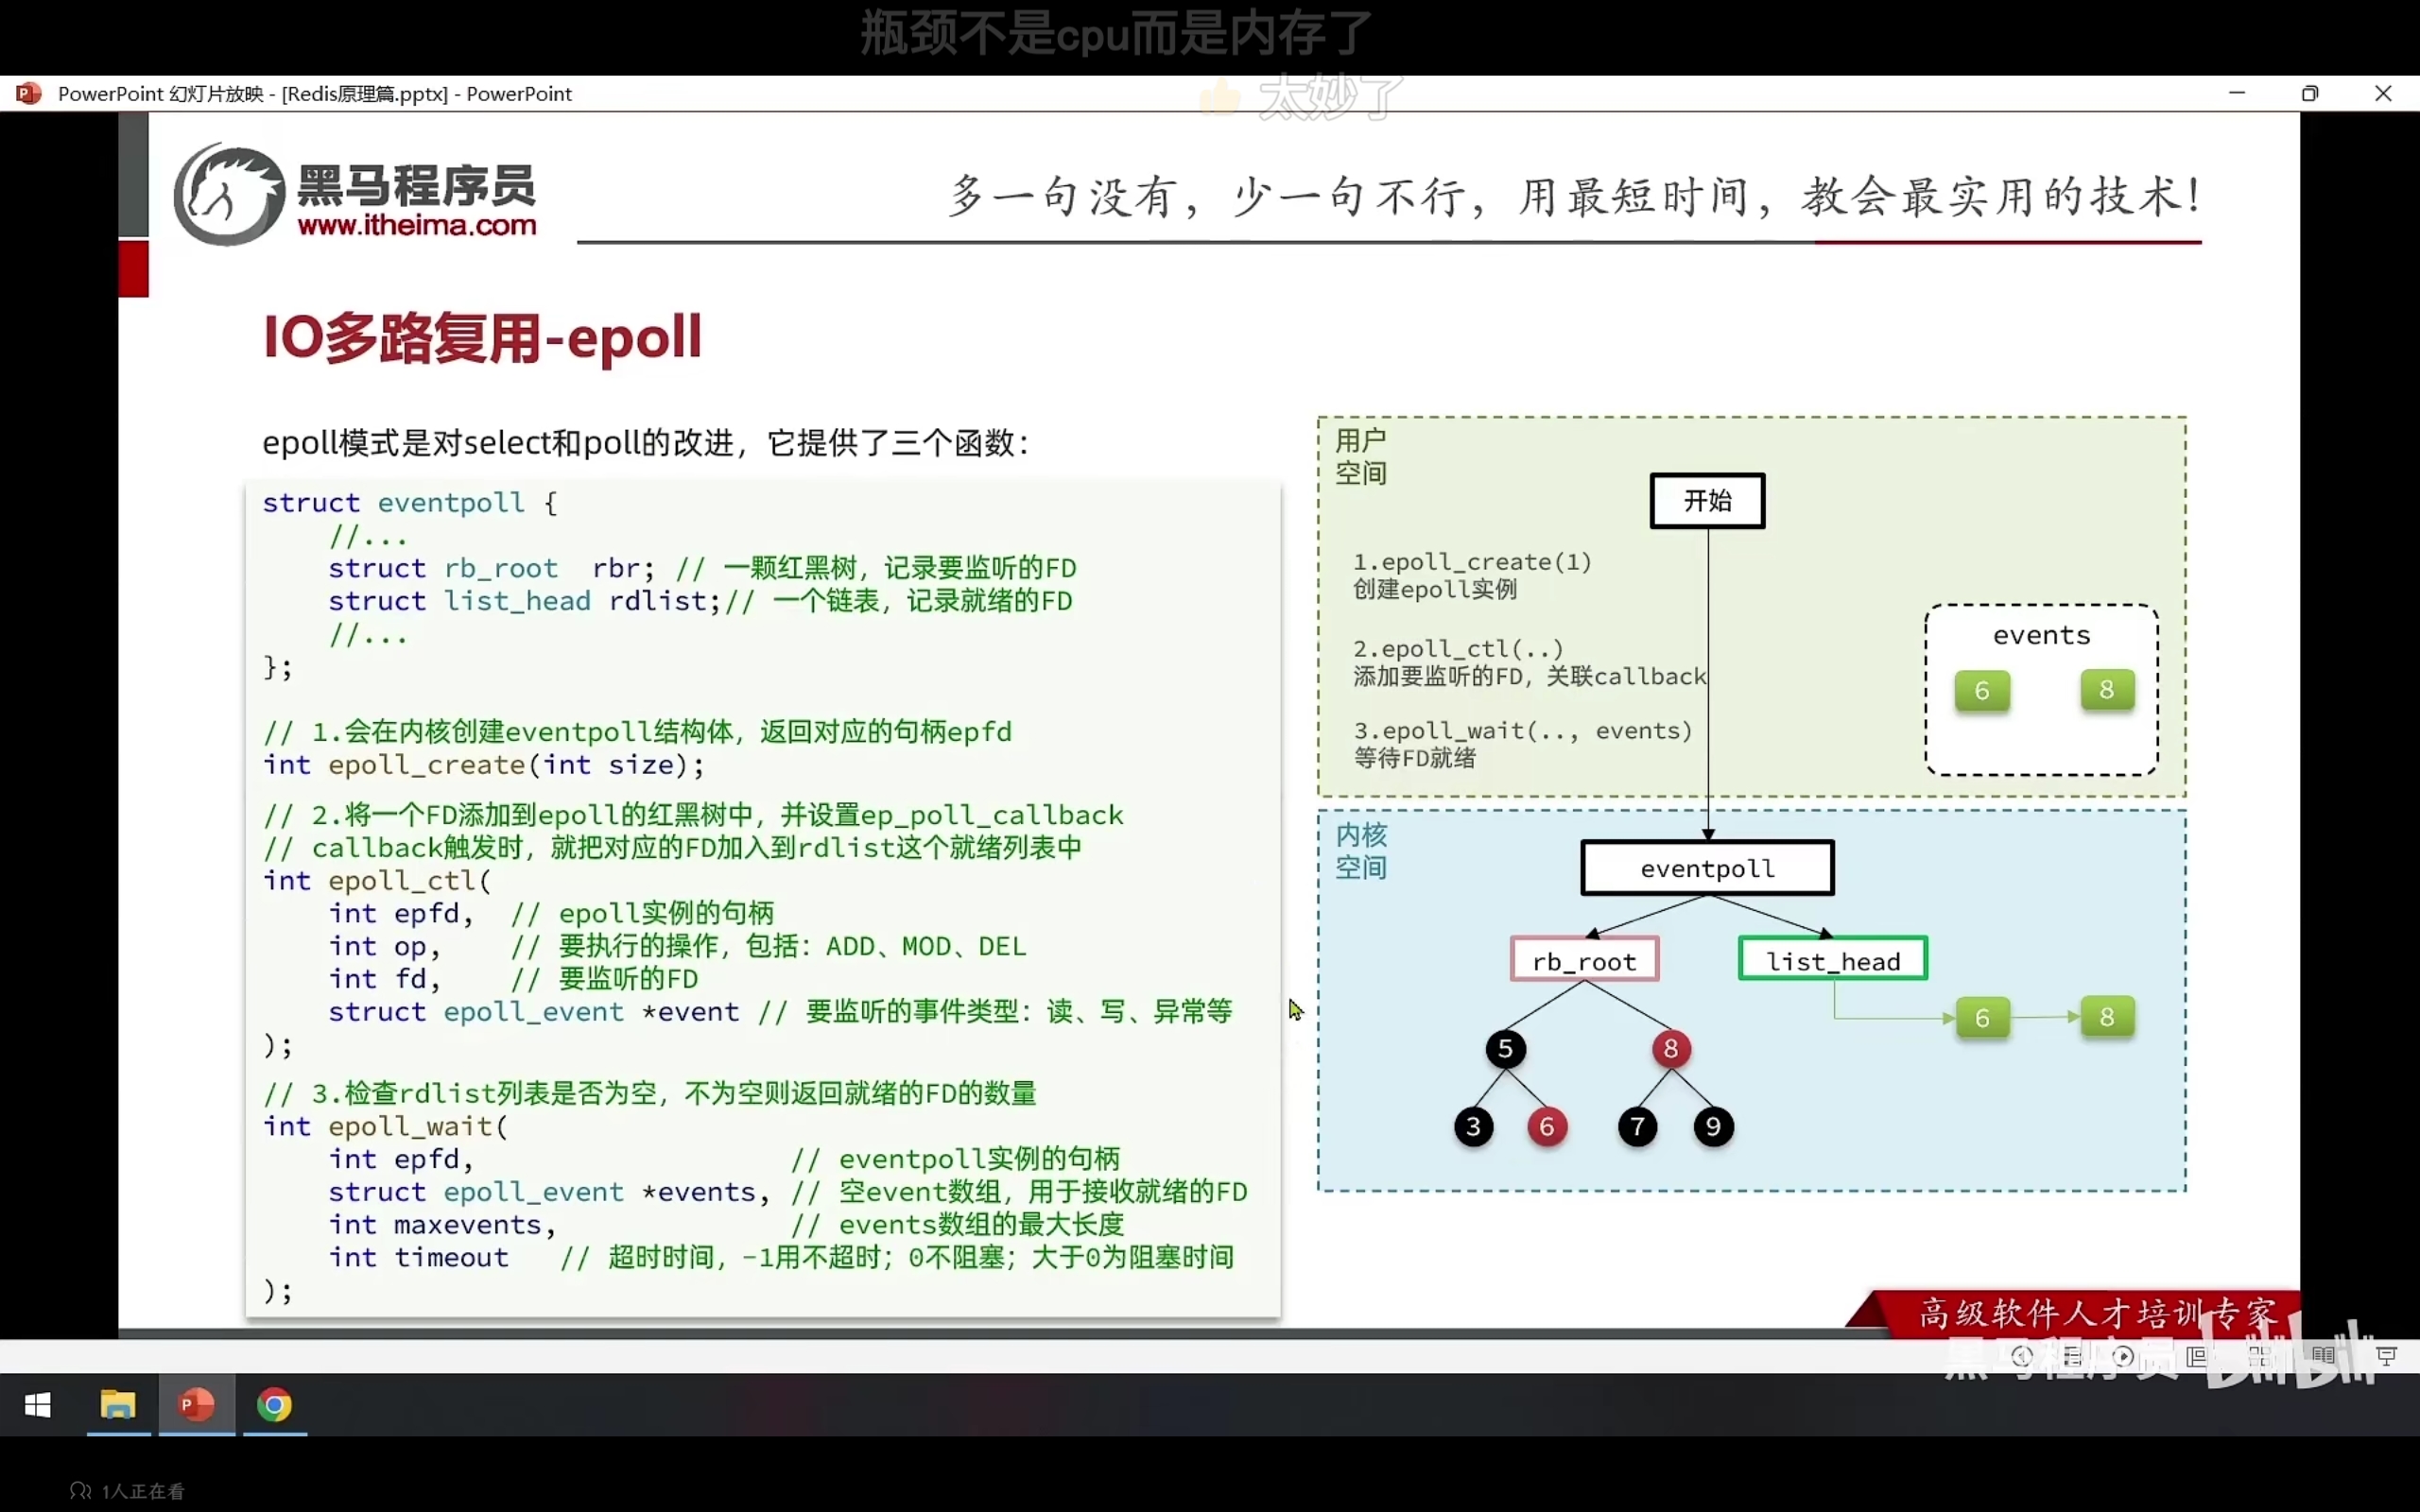 瓶颈不是cpu而是内存了
PowerPoint 幻灯片放映 - [Redis原理篇.pptx] - PowerPoint
太妙了
黑马程序员
www.itheima.com
多一句没有，少一句不行，用最短时间，教会最实用的技术！
IO多路复用-epoll
epoll模式是对select和poll的改进，它提供了三个函数：
struct eventpoll {
//...
struct rb_root  rbr; // 一颗红黑树，记录要监听的FD
struct list_head rdlist;// 一个链表，记录就绪的FD
//...
};
// 1.会在内核创建eventpoll结构体，返回对应的句柄epfd
int epoll_create(int size);
// 2.将一个FD添加到epoll的红黑树中，并设置ep_poll_callback
// callback触发时，就把对应的FD加入到rdlist这个就绪列表中
int epoll_ctl(
int epfd,  // epoll实例的句柄
int op,    // 要执行的操作，包括：ADD、MOD、DEL
int fd,    // 要监听的FD
struct epoll_event *event // 要监听的事件类型：读、写、异常等
);
// 3.检查rdlist列表是否为空，不为空则返回就绪的FD的数量
int epoll_wait(
int epfd,                   // eventpoll实例的句柄
struct epoll_event *events, // 空event数组，用于接收就绪的FD
int maxevents,              // events数组的最大长度
int timeout   // 超时时间，-1用不超时；0不阻塞；大于0为阻塞时间
);
用户
空间
开始
1.epoll_create(1)
创建epoll实例
2.epoll_ctl(..)
添加要监听的FD，关联callback
3.epoll_wait(.., events)
等待FD就绪
events
6 8
内核
空间
eventpoll
rb_root list_head
6 8
5 8
3 6 7 9
高级软件人才培训专家
黑马程序员 bilibili
1人正在看